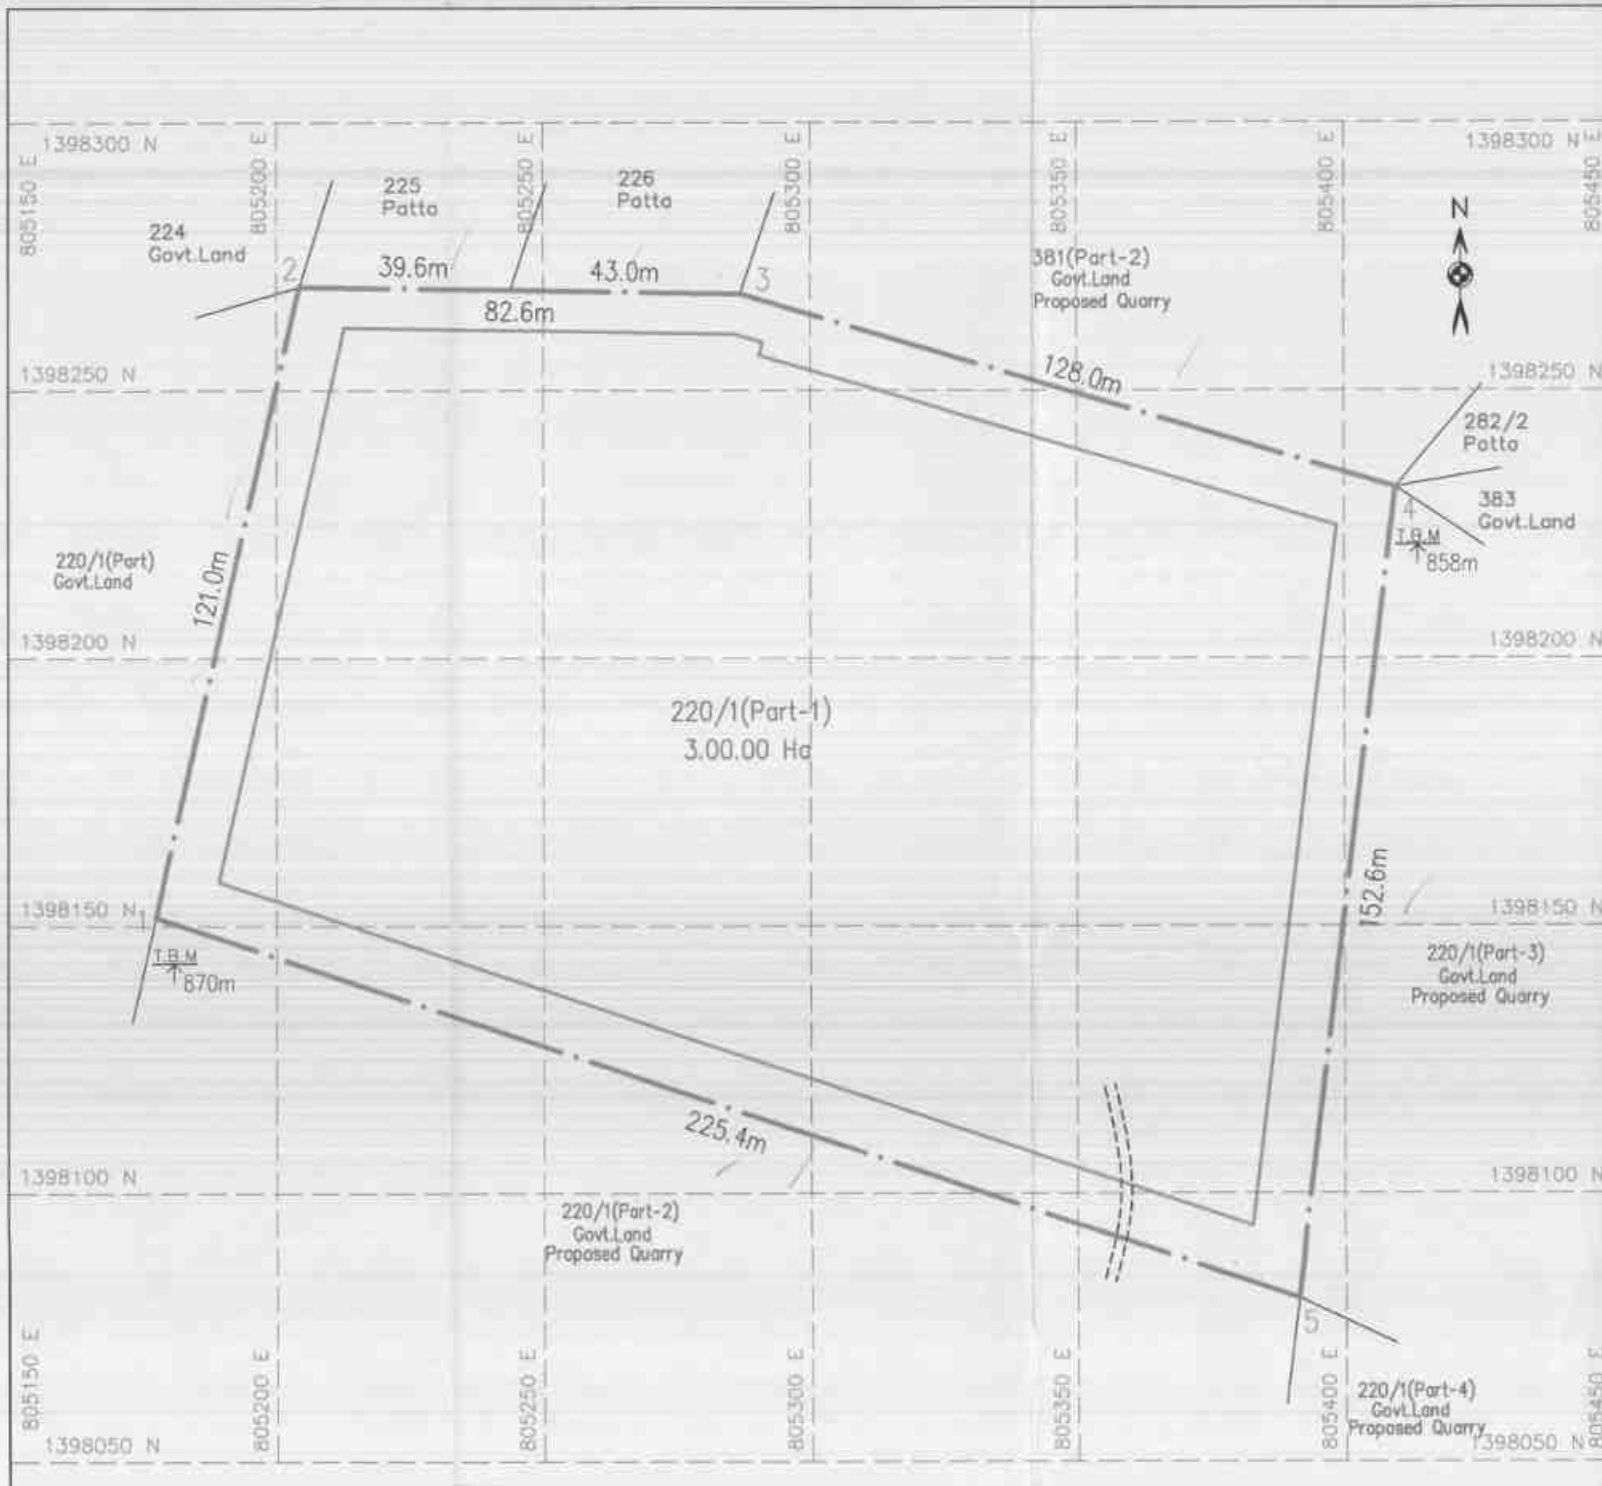 1398300 N
1398300 N
805150 E
805200 E
805250 E
805300 E
805350 E
805400 E
805450 E
224
Govt.Land
225
Patta
226
Patta
381(Part-2)
Govt.Land
Proposed Quarry
N
2
39.6m
43.0m
3
82.6m
128.0m
1398250 N
1398250 N
282/2
Patta
383
Govt.Land
4
T.B.M
858m
220/1(Part)
Govt.Land
121.0m
1398200 N
1398200 N
220/1(Part-1)
3.00.00 Ha
152.6m
1398150 N
1
1398150 N
T.B.M
870m
220/1(Part-3)
Govt.Land
Proposed Quarry
225.4m
1398100 N
1398100 N
220/1(Part-2)
Govt.Land
Proposed Quarry
5
805150 E
805200 E
805250 E
805300 E
805350 E
805400 E
805450 E
220/1(Part-4)
Govt.Land
Proposed Quarry
1398050 N
1398050 N